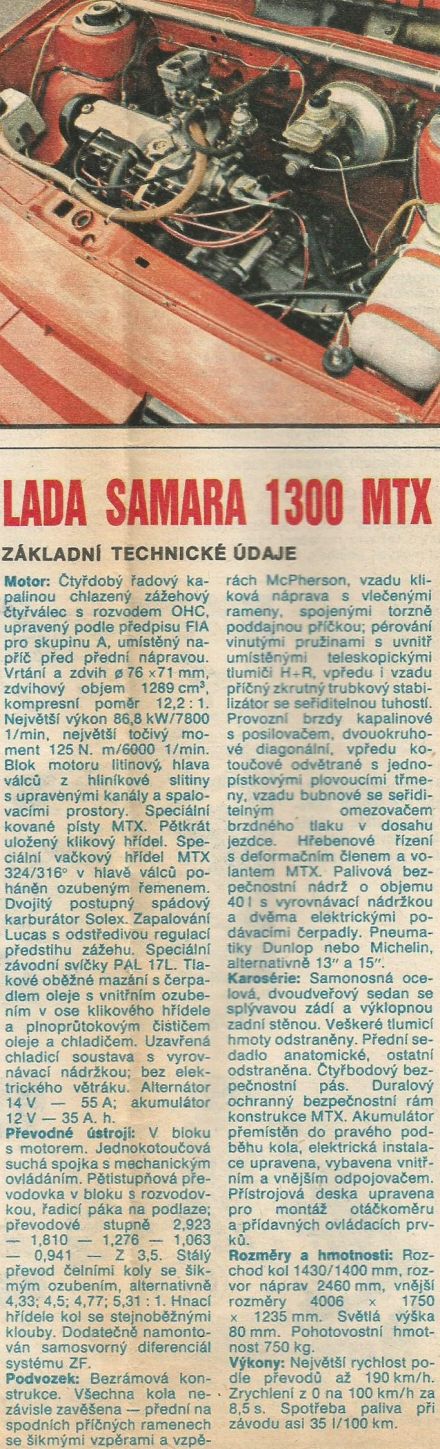 LADA SAMARA 1300 MTX
ZÁKLADNÍ TECHNICKÉ ÚDAJE
Motor: Čtyřdobý řadový ka-
palinou chlazený zážehový
čtyřválec s rozvodem OHC,
upravený podle předpisu FIA
pro skupinu A, umístěný na-
příč před přední nápravou.
Vrtání a zdvih ø 76 × 71 mm,
zdvihový objem 1289 cm³,
kompresní poměr 12,2 : 1.
Největší výkon 86,8 kW/7800
1/min, největší točivý mo-
ment 125 N. m/6000 1/min.
Blok motoru litinový, hlava
válců z hliníkové slitiny
s upravenými kanály a spalo-
vacími prostory. Speciální
kované písty MTX. Pětkrát
uložený klikový hřídel. Spe-
ciální vačkový hřídel MTX
324/316° v hlavě válců po-
háněn ozubeným řemenem.
Dvojitý postupný spádový
karburátor Solex. Zapalování
Lucas s odstředivou regulací
předstihu zážehu. Speciální
závodní svíčky PAL 17L. Tla-
kové oběžné mazání s čerpa-
dlem oleje s vnitřním ozube-
ním v ose klikového hřídele
a plnoprůtokovým čističem
oleje a chladičem. Uzavřená
chladicí soustava s vyrov-
návací nádržkou; bez elek-
trického větráku. Alternátor
14 V — 55 A; akumulátor
12 V — 35 A. h.
Převodné ústrojí: V bloku
s motorem. Jednokotoučová
suchá spojka s mechanickým
ovládáním. Pětistupňová pře-
vodovka v bloku s rozvodov-
kou, řadicí páka na podlaze;
převodové stupně 2,923
— 1,810 — 1,276 — 1,063
— 0,941 — Z 3,5. Stálý
převod čelními koly se šik-
mým ozubením, alternativně
4,33; 4,5; 4,77; 5,31 : 1. Hnací
hřídele kol se stejnoběžnými
klouby. Dodatečně namonto-
ván samosvorný diferenciál
systému ZF.
Podvozek: Bezrámová kon-
strukce. Všechna kola ne-
závisle zavěšena — přední na
spodních příčných ramenech
se šikmými vzpěrami a vzpě-
rách McPherson, vzadu kli-
ková náprava s vlečenými
rameny, spojenými torzně
poddajnou příčkou; pérování
vinutými pružinami s uvnitř
umístěnými teleskopickými
tlumiči H+R, vpředu i vzadu
příčný zkrutný trubkový stabi-
lizátor se seřiditelnou tuhostí.
Provozní brzdy kapalinové
s posilovačem, dvouokruho-
vé diagonální, vpředu ko-
toučové odvětrané s jedno-
pístkovými plovoucími třme-
ny, vzadu bubnové se seřidi-
telným omezovačem
brzdného tlaku v dosahu
jezdce. Hřebenové řízení
s deformačním členem a vo-
lantem MTX. Palivová bez-
pečnostní nádrž o objemu
40 l s vyrovnávací nádržkou
a dvěma elektrickými po-
dávacími čerpadly. Pneuma-
tiky Dunlop nebo Michelin,
alternativně 13″ a 15″.
Karosérie: Samonosná oce-
lová, dvoudveřový sedan se
splývavou zádí a výklopnou
zadní stěnou. Veškeré tlumicí
hmoty odstraněny. Přední se-
dadlo anatomické, ostatní
odstraněna. Čtyřbodový bez-
pečnostní pás. Duralový
ochranný bezpečnostní rám
konstrukce MTX. Akumulátor
přemístěn do pravého pod-
běhu kola, elektrická instala-
ce upravena, vybavena vnitř-
ním a vnějším odpojovačem.
Přístrojová deska upravena
pro montáž otáčkoměru
a přídavných ovládacích prv-
ků.
Rozměry a hmotnosti: Roz-
chod kol 1430/1400 mm, roz-
vor náprav 2460 mm, vnější
rozměry 4006 × 1750
× 1235 mm. Světlá výška
80 mm. Pohotovostní hmot-
nost 750 kg.
Výkony: Největší rychlost po-
dle převodů až 190 km/h.
Zrychlení z 0 na 100 km/h za
8,5 s. Spotřeba paliva při
závodu asi 35 l/100 km.